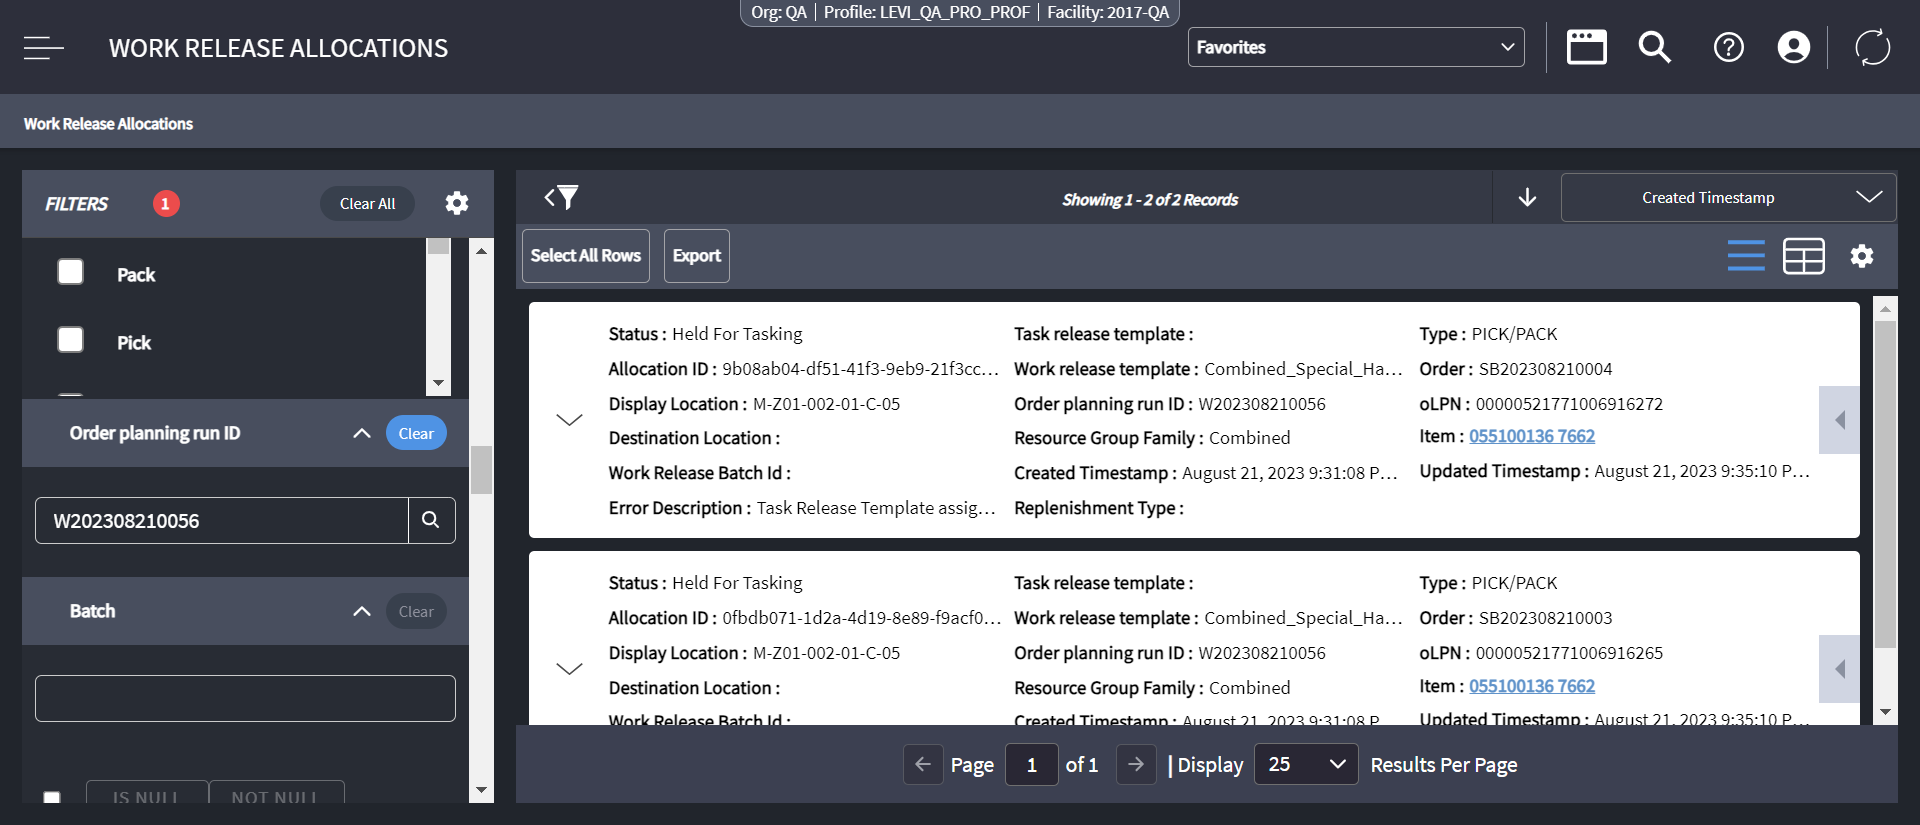 Org: QA | Profile: LEVI_QA_PRO_PROF | Facility: 2017-QA
WORK RELEASE ALLOCATIONS
Favorites
Work Release Allocations
FILTERS 1 Clear All
Pack
Pick
Order planning run ID Clear
W202308210056
Batch Clear
IS NULL NOT NULL
Showing 1 - 2 of 2 Records
Created Timestamp
Select All Rows Export
Status : Held For Tasking Task release template : Type : PICK/PACK
Allocation ID : 9b08ab04-df51-41f3-9eb9-21f3cc... Work release template : Combined_Special_Ha... Order : SB202308210004
Display Location : M-Z01-002-01-C-05 Order planning run ID : W202308210056 oLPN : 00000521771006916272
Destination Location : Resource Group Family : Combined Item : 055100136 7662
Work Release Batch Id : Created Timestamp : August 21, 2023 9:31:08 P... Updated Timestamp : August 21, 2023 9:35:10 P...
Error Description : Task Release Template assig... Replenishment Type :
Status : Held For Tasking Task release template : Type : PICK/PACK
Allocation ID : 0fbdb071-1d2a-4d19-8e89-f9acf0... Work release template : Combined_Special_Ha... Order : SB202308210003
Display Location : M-Z01-002-01-C-05 Order planning run ID : W202308210056 oLPN : 00000521771006916265
Destination Location : Resource Group Family : Combined Item : 055100136 7662
Work Release Batch Id : Created Timestamp : August 21, 2023 9:31:08 P... Updated Timestamp : August 21, 2023 9:35:10 P...
Page 1 of 1 | Display 25 Results Per Page